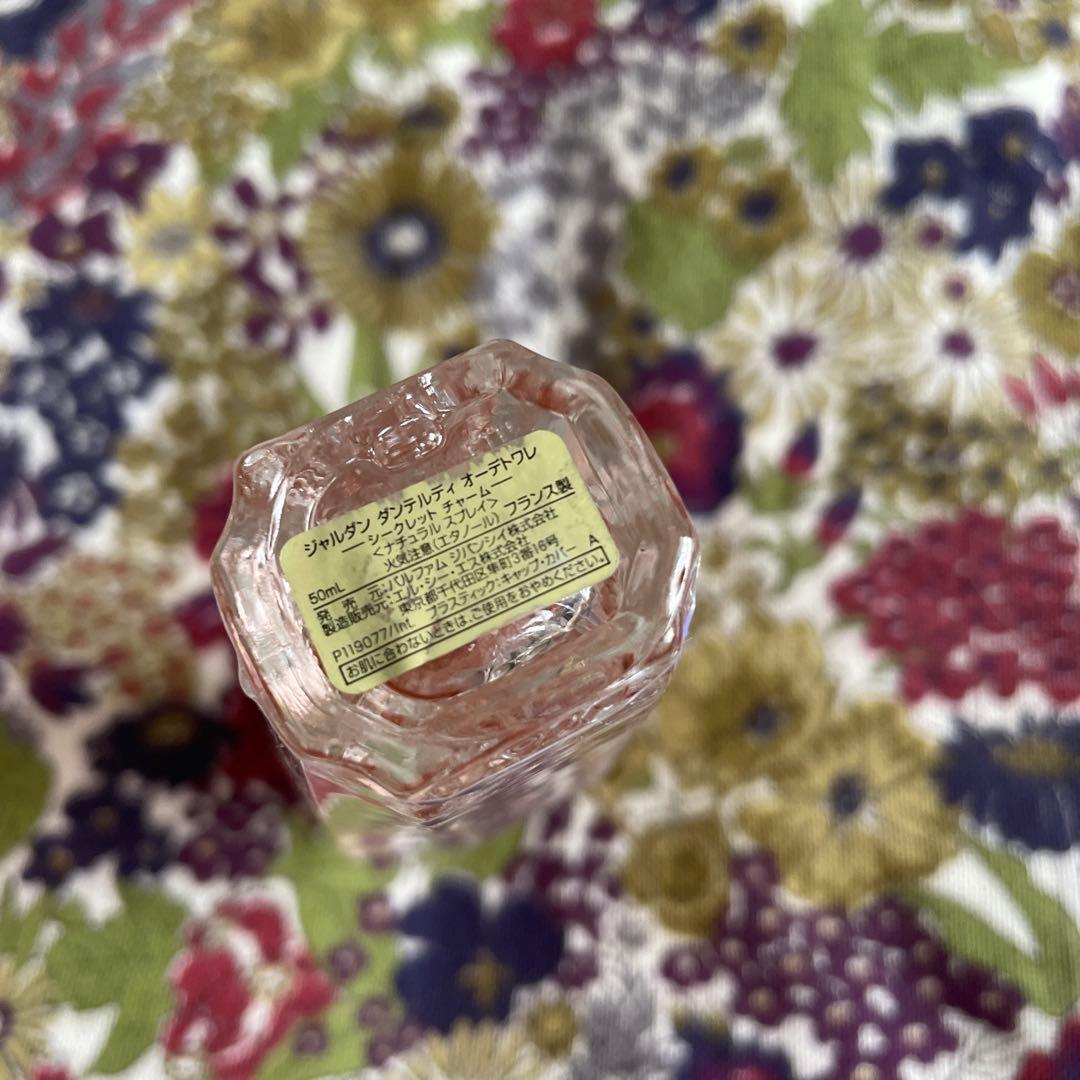 ジャルダン ダンテルディ オーデトワレ
— シークレット チャーム —
<ナチュラル スプレイ>
火気注意(エタノール) フランス製
50mL
発 売 元:パルファム ジバンシイ株式会社
製造販売元:エル・シー・エス株式会社
東京都千代田区隼町3番16号
P119077/Int. プラスティック:キャップ・カバー A
お肌に合わないときは、ご使用をおやめください。